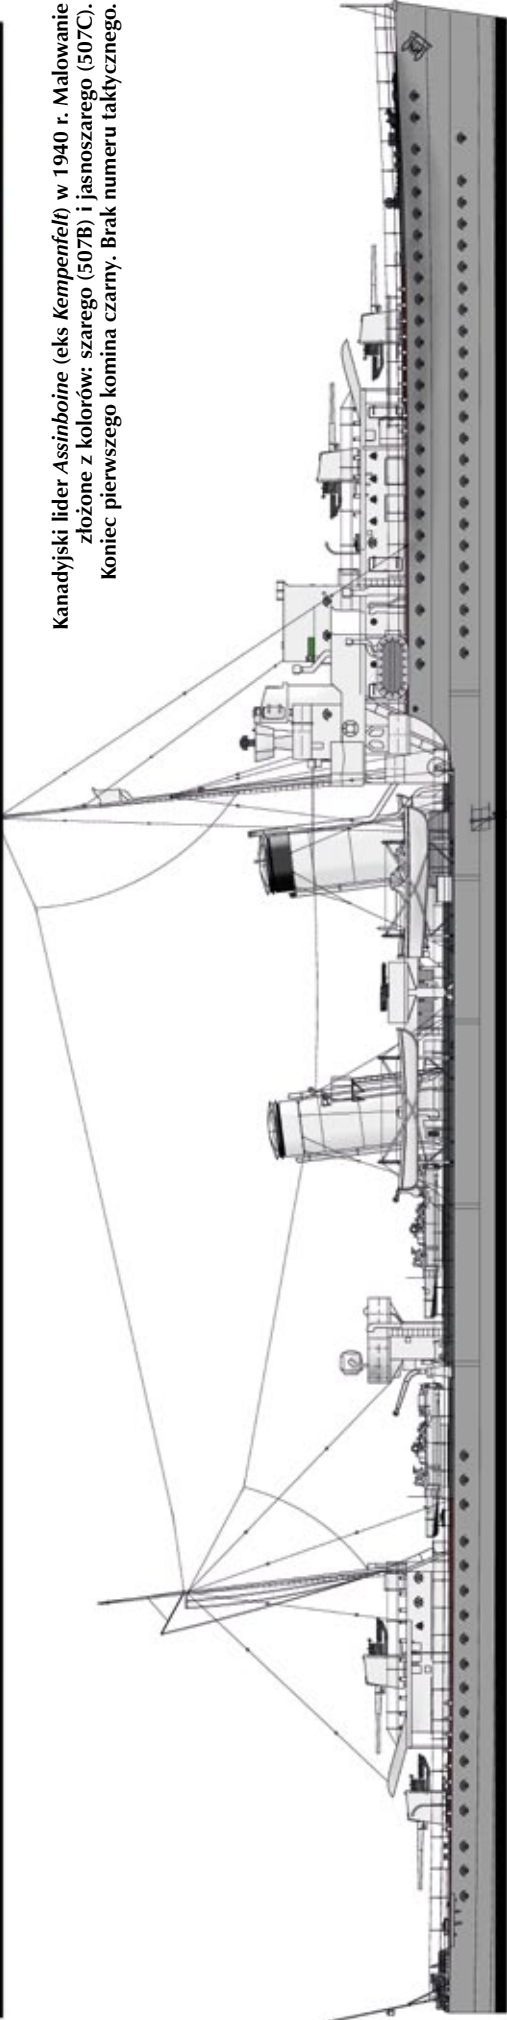 Kanadyjski lider Assinboine (eks Kempenfelt) w 1940 r. Malowanie
złożone z kolorów: szarego (507B) i jasnoszarego (507C).
Koniec pierwszego komina czarny. Brak numeru taktycznego.